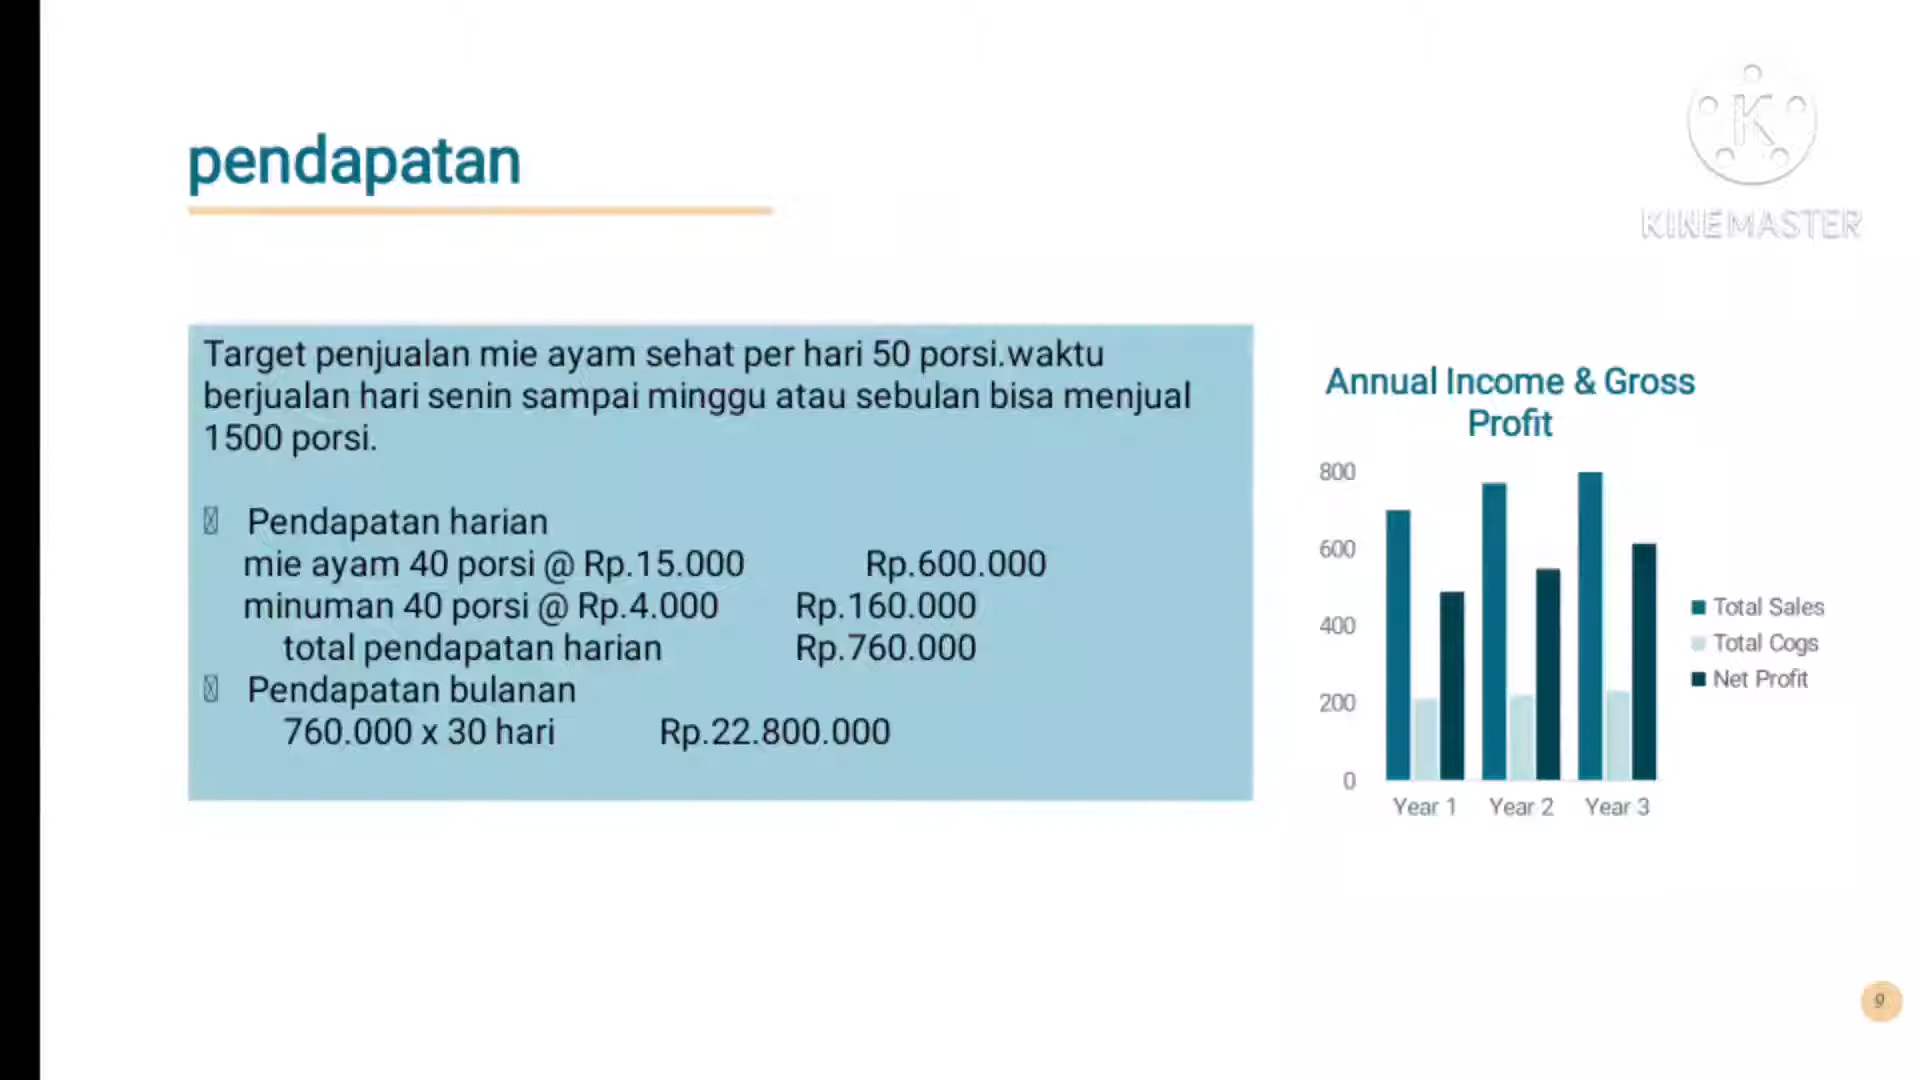 pendapatan
KINEMASTER
Target penjualan mie ayam sehat per hari 50 porsi.waktu
berjualan hari senin sampai minggu atau sebulan bisa menjual
1500 porsi.
Pendapatan harian
mie ayam 40 porsi @ Rp.15.000 Rp.600.000
minuman 40 porsi @ Rp.4.000 Rp.160.000
total pendapatan harian Rp.760.000
Pendapatan bulanan
760.000 x 30 hari Rp.22.800.000
Annual Income & Gross
Profit
800
600
400
200
0
Year 1 Year 2 Year 3
Total Sales
Total Cogs
Net Profit
9